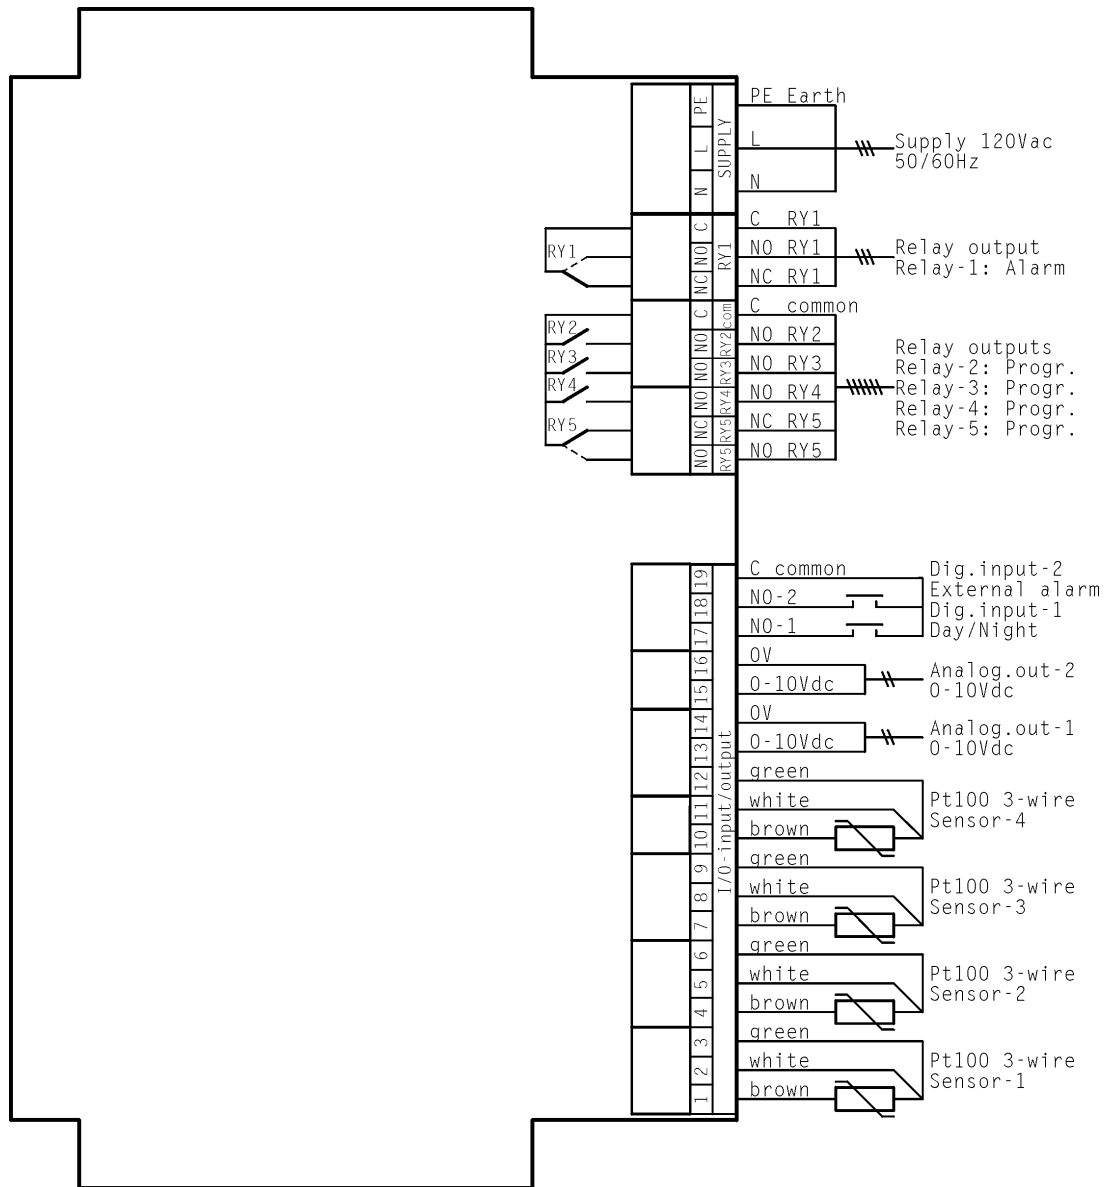 PE Earth
L
N
Supply 120Vac
50/60Hz
PE
L
N
SUPPLY
C RY1
NO RY1
NC RY1
Relay output
Relay-1: Alarm
RY1
C
NO
NC
RY1
C common
NO RY2
NO RY3
NO RY4
NC RY5
NO RY5
Relay outputs
Relay-2: Progr.
Relay-3: Progr.
Relay-4: Progr.
Relay-5: Progr.
RY2
RY3
RY4
RY5
C
NO
NO
NO
NC
NO
com
RY2
RY3
RY4
RY5
RY5
C common
NO-2
NO-1
Dig.input-2
External alarm
Dig.input-1
Day/Night
0V
0-10Vdc
Analog.out-2
0-10Vdc
0V
0-10Vdc
Analog.out-1
0-10Vdc
green
white
brown
Pt100 3-wire
Sensor-4
green
white
brown
Pt100 3-wire
Sensor-3
green
white
brown
Pt100 3-wire
Sensor-2
green
white
brown
Pt100 3-wire
Sensor-1
19
18
17
16
15
14
13
12
11
10
9
8
7
6
5
4
3
2
1
I/O-input/output